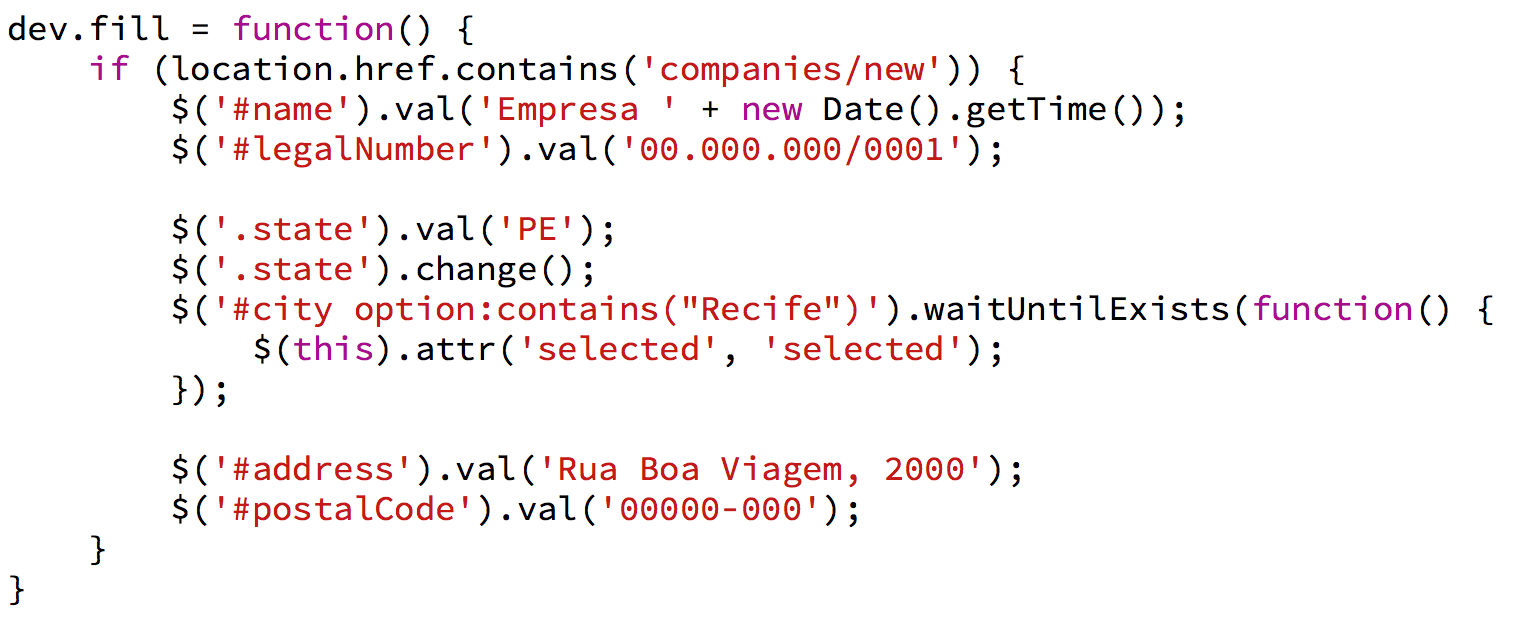 dev.fill = function() {
    if (location.href.contains('companies/new')) {
        $('#name').val('Empresa ' + new Date().getTime());
        $('#legalNumber').val('00.000.000/0001');

        $('.state').val('PE');
        $('.state').change();
        $('#city option:contains("Recife")').waitUntilExists(function() {
            $(this).attr('selected', 'selected');
        });

        $('#address').val('Rua Boa Viagem, 2000');
        $('#postalCode').val('00000-000');
    }
}